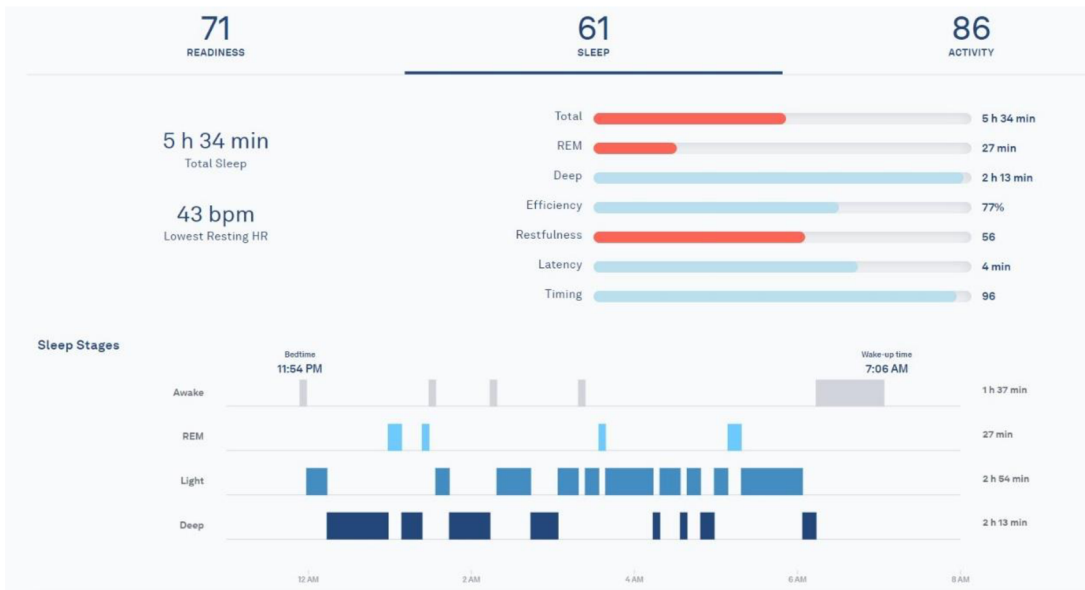 71
READINESS
61
SLEEP
86
ACTIVITY
5 h 34 min
Total Sleep
43 bpm
Lowest Resting HR
Total 5 h 34 min
REM 27 min
Deep 2 h 13 min
Efficiency 77%
Restfulness 56
Latency 4 min
Timing 96
Sleep Stages
Bedtime
11:54 PM
Wake-up time
7:06 AM
Awake 1 h 37 min
REM 27 min
Light 2 h 54 min
Deep 2 h 13 min
12 AM 2 AM 4 AM 6 AM 8 AM